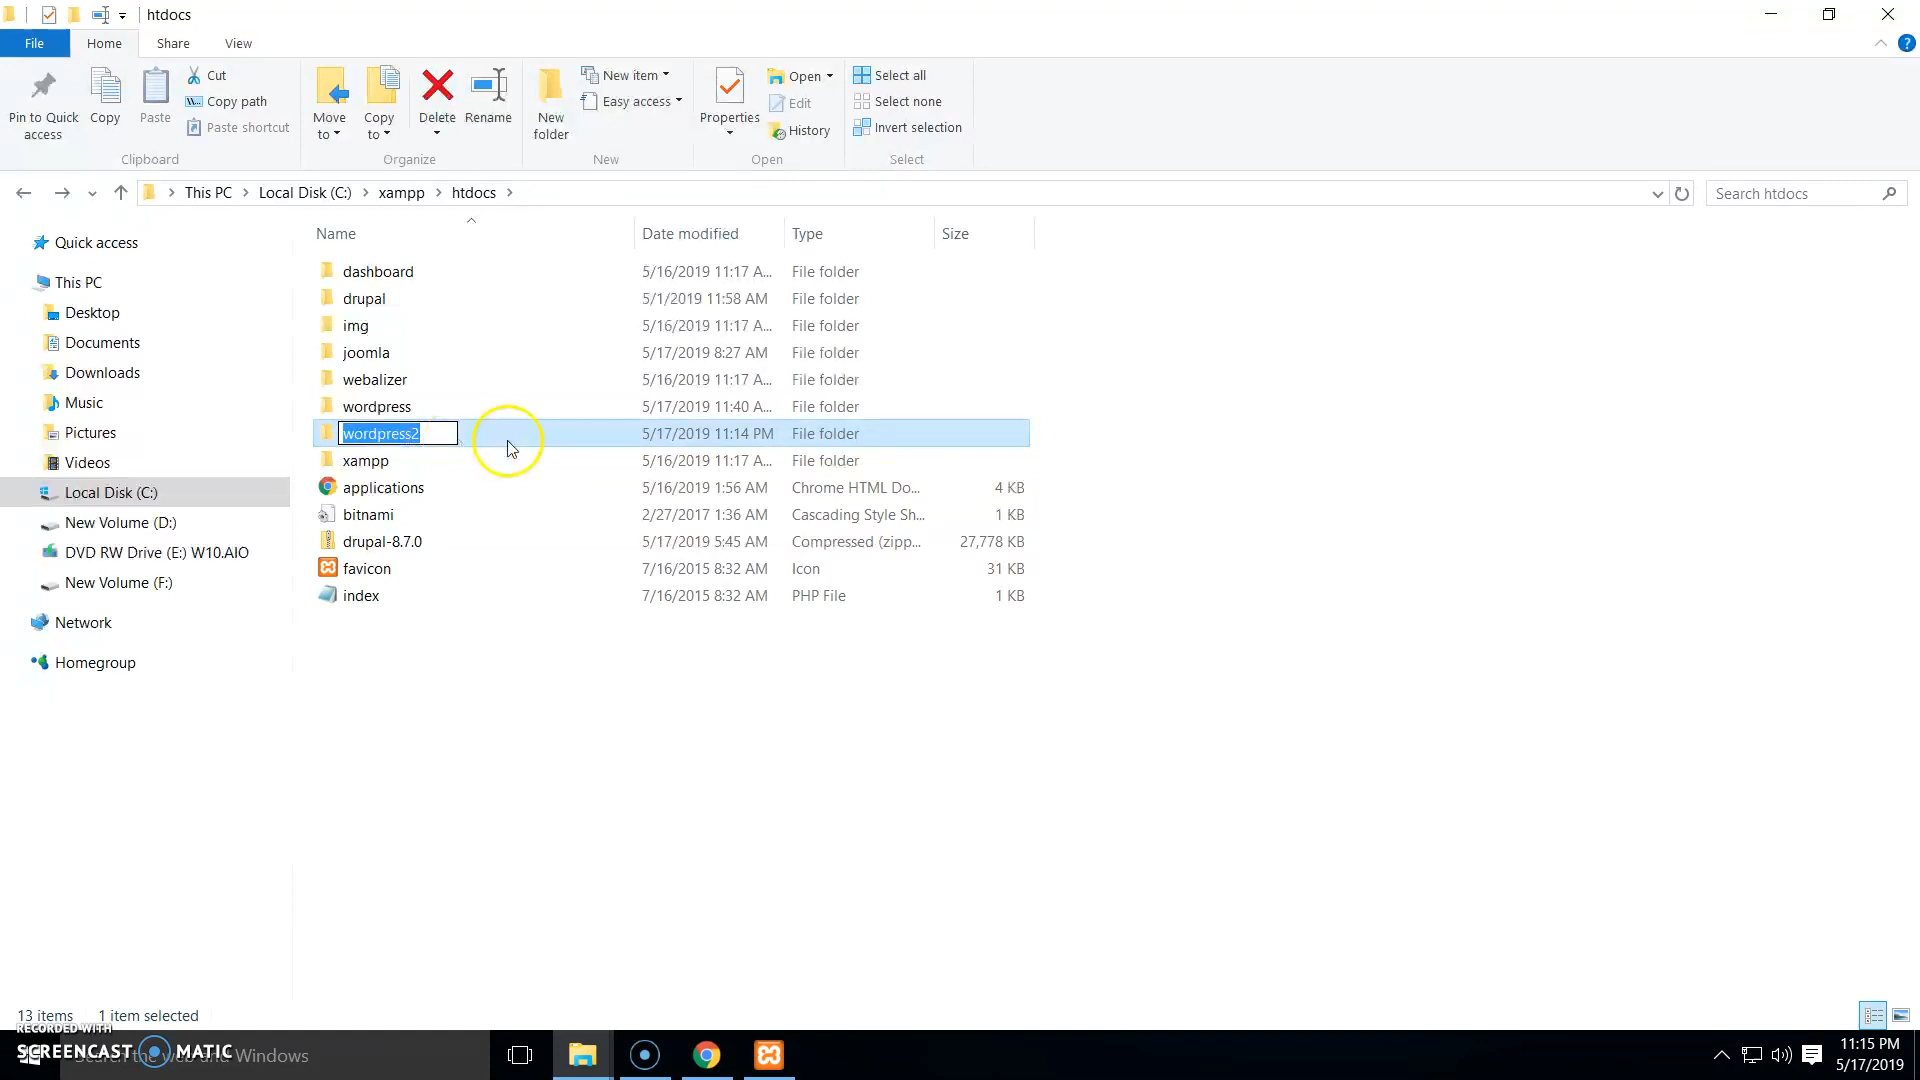 htdocs
File
Home
Share
View
Pin to Quick access
Copy
Paste
Cut
Copy path
Paste shortcut
Clipboard
Move to
Copy to
Delete
Rename
Organize
New folder
New item
Easy access
New
Properties
Open
Edit
History
Open
Select all
Select none
Invert selection
Select
This PC
Local Disk (C:)
xampp
htdocs
Search htdocs
Quick access
This PC
Desktop
Documents
Downloads
Music
Pictures
Videos
Local Disk (C:)
New Volume (D:)
DVD RW Drive (E:) W10.AIO
New Volume (F:)
Network
Homegroup
Name Date modified Type Size
dashboard 5/16/2019 11:17 A... File folder
drupal 5/1/2019 11:58 AM File folder
img 5/16/2019 11:17 A... File folder
joomla 5/17/2019 8:27 AM File folder
webalizer 5/16/2019 11:17 A... File folder
wordpress 5/17/2019 11:40 A... File folder
wordpress2 5/17/2019 11:14 PM File folder
xampp 5/16/2019 11:17 A... File folder
applications 5/16/2019 1:56 AM Chrome HTML Do... 4 KB
bitnami 2/27/2017 1:36 AM Cascading Style Sh... 1 KB
drupal-8.7.0 5/17/2019 5:45 AM Compressed (zipp... 27,778 KB
favicon 7/16/2015 8:32 AM Icon 31 KB
index 7/16/2015 8:32 AM PHP File 1 KB
13 items 1 item selected
RECORDED WITH
SCREENCAST MATIC
Search the web and Windows
11:15 PM
5/17/2019